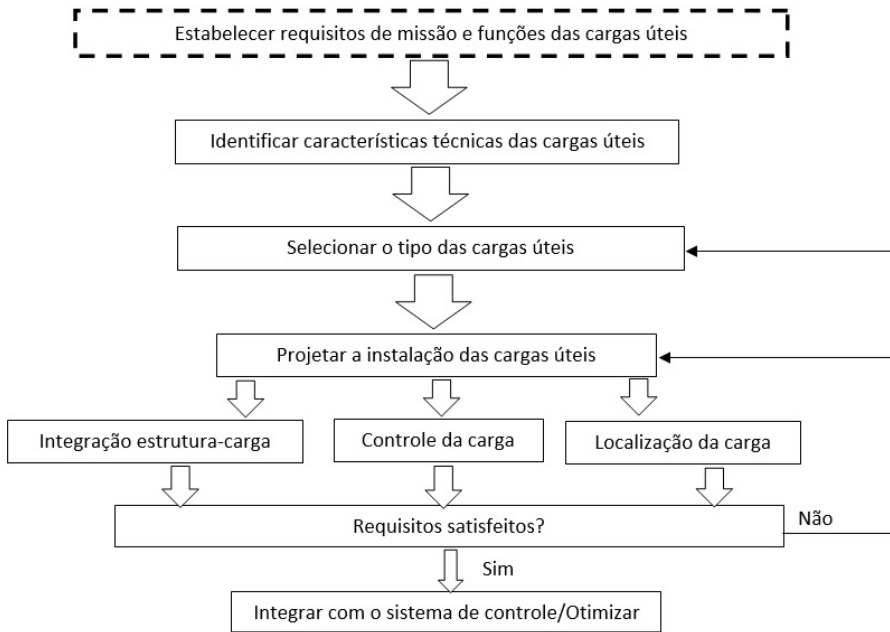 Estabelecer requisitos de missão e funções das cargas úteis
Identificar características técnicas das cargas úteis
Selecionar o tipo das cargas úteis
Projetar a instalação das cargas úteis
Integração estrutura-carga
Controle da carga
Localização da carga
Requisitos satisfeitos?
Não
Sim
Integrar com o sistema de controle/Otimizar